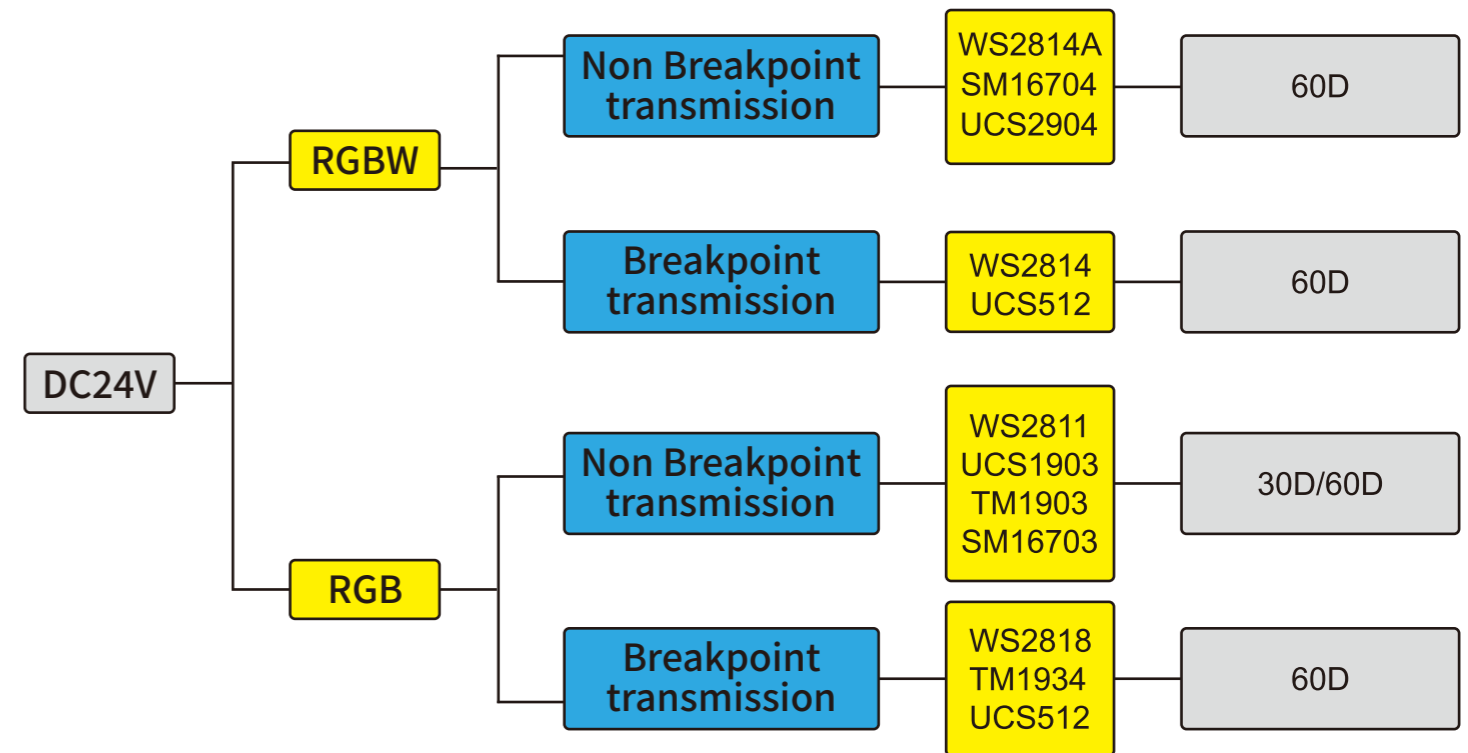 DC24V
RGBW
Non Breakpoint
transmission
WS2814A
SM16704
UCS2904
60D
Breakpoint
transmission
WS2814
UCS512
60D
RGB
Non Breakpoint
transmission
WS2811
UCS1903
TM1903
SM16703
30D/60D
Breakpoint
transmission
WS2818
TM1934
UCS512
60D